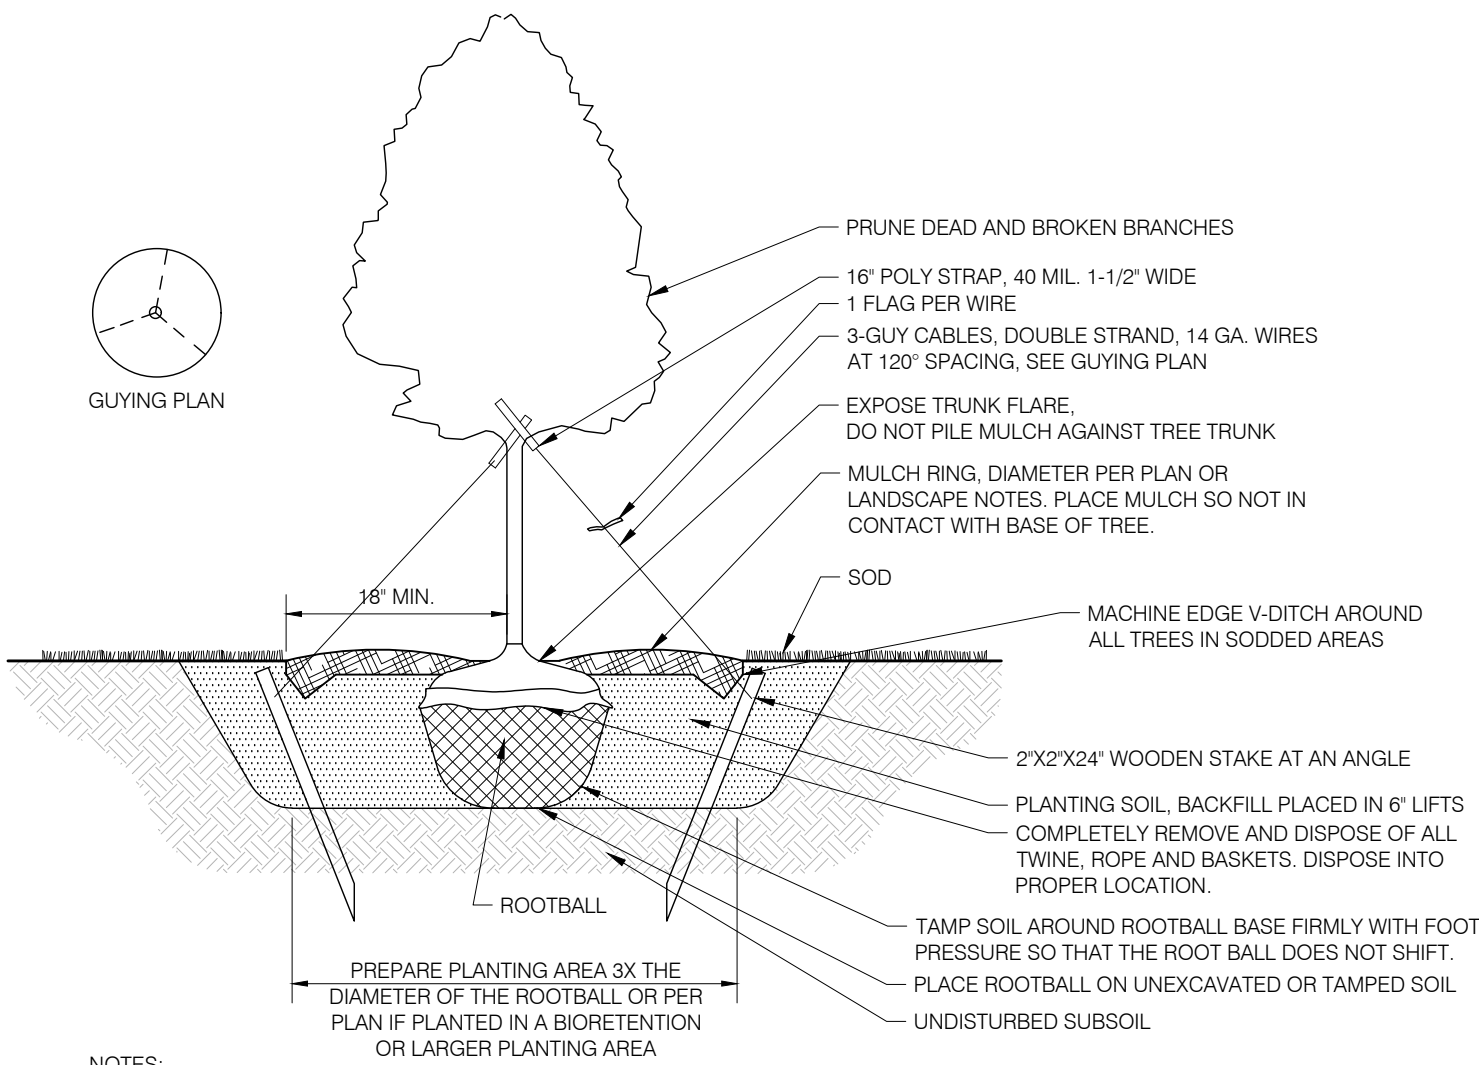 PRUNE DEAD AND BROKEN BRANCHES
16" POLY STRAP, 40 MIL. 1-1/2" WIDE
1 FLAG PER WIRE
3-GUY CABLES, DOUBLE STRAND, 14 GA. WIRES
AT 120° SPACING, SEE GUYING PLAN
GUYING PLAN
EXPOSE TRUNK FLARE,
DO NOT PILE MULCH AGAINST TREE TRUNK
MULCH RING, DIAMETER PER PLAN OR
LANDSCAPE NOTES. PLACE MULCH SO NOT IN
CONTACT WITH BASE OF TREE.
SOD
18" MIN.
MACHINE EDGE V-DITCH AROUND
ALL TREES IN SODDED AREAS
2"X2"X24" WOODEN STAKE AT AN ANGLE
PLANTING SOIL, BACKFILL PLACED IN 6" LIFTS
COMPLETELY REMOVE AND DISPOSE OF ALL
TWINE, ROPE AND BASKETS. DISPOSE INTO
PROPER LOCATION.
ROOTBALL
TAMP SOIL AROUND ROOTBALL BASE FIRMLY WITH FOOT
PRESSURE SO THAT THE ROOT BALL DOES NOT SHIFT.
PLACE ROOTBALL ON UNEXCAVATED OR TAMPED SOIL
UNDISTURBED SUBSOIL
PREPARE PLANTING AREA 3X THE
DIAMETER OF THE ROOTBALL OR PER
PLAN IF PLANTED IN A BIORETENTION
OR LARGER PLANTING AREA
NOTES: